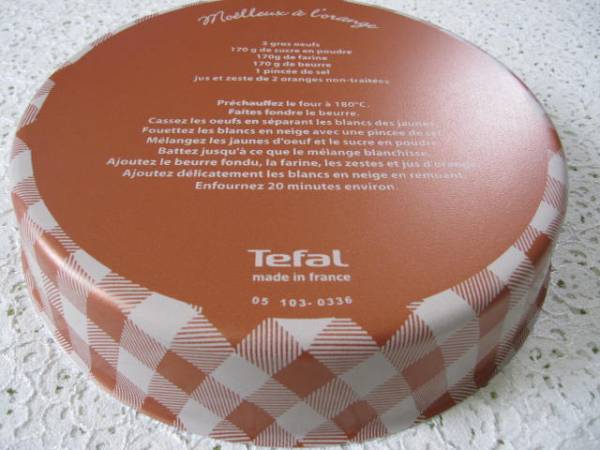 Moëlleux à l'orange
3 gros oeufs
170 g de sucre en poudre
170g de farine
170 g de beurre
1 pincée de sel
jus et zeste de 2 oranges non-traitées
Préchauffez le four à 180°C.
Faites fondre le beurre.
Cassez les oeufs en séparant les blancs des jaunes.
Fouettez les blancs en neige avec une pincée de sel.
Mélangez les jaunes d'oeuf et le sucre en poudre.
Battez jusqu'à ce que le mélange blanchisse.
Ajoutez le beurre fondu, la farine, les zestes et jus d'orange.
Ajoutez délicatement les blancs en neige en remuant.
Enfournez 20 minutes environ.
Tefal
made in france
05 103-0336